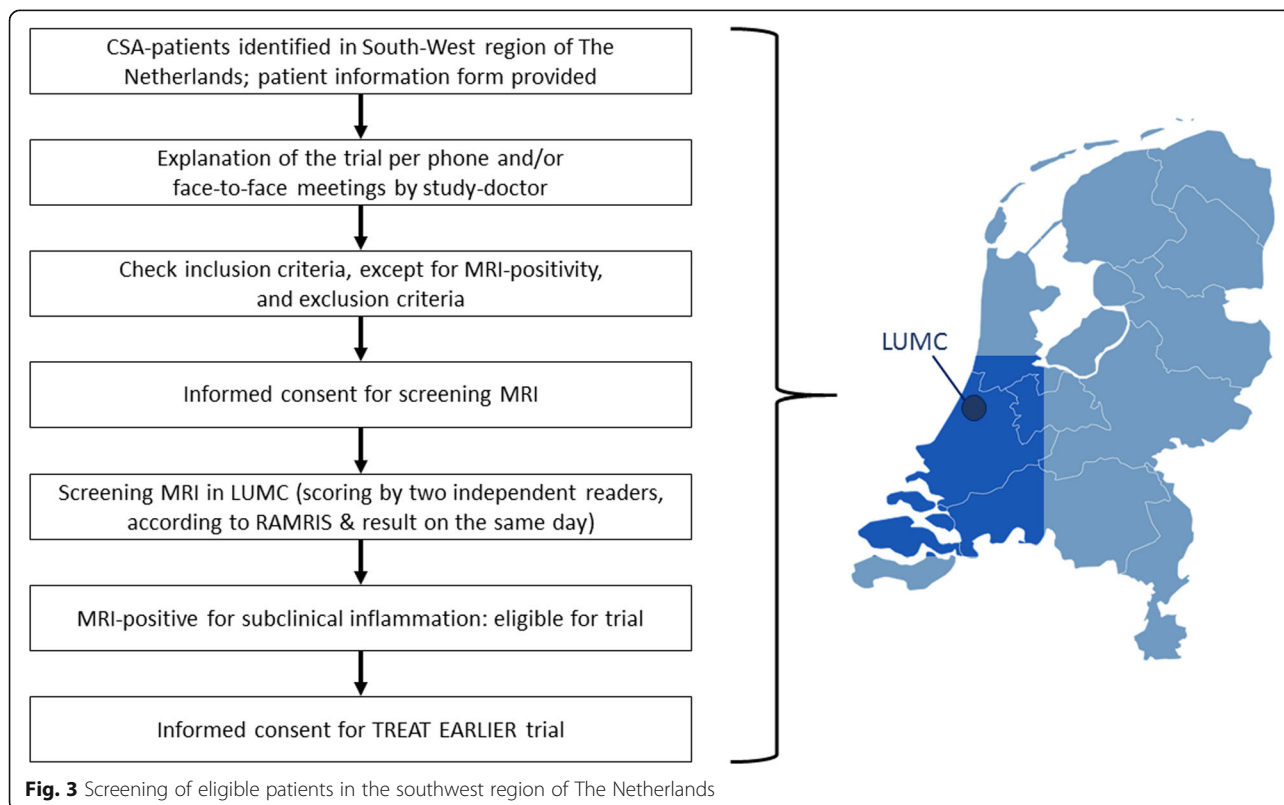 CSA-patients identified in South-West region of The
Netherlands; patient information form provided
Explanation of the trial per phone and/or
face-to-face meetings by study-doctor
Check inclusion criteria, except for MRI-positivity,
and exclusion criteria
Informed consent for screening MRI
Screening MRI in LUMC (scoring by two independent readers,
according to RAMRIS & result on the same day)
MRI-positive for subclinical inflammation: eligible for trial
Informed consent for TREAT EARLIER trial
LUMC
Fig. 3 Screening of eligible patients in the southwest region of The Netherlands